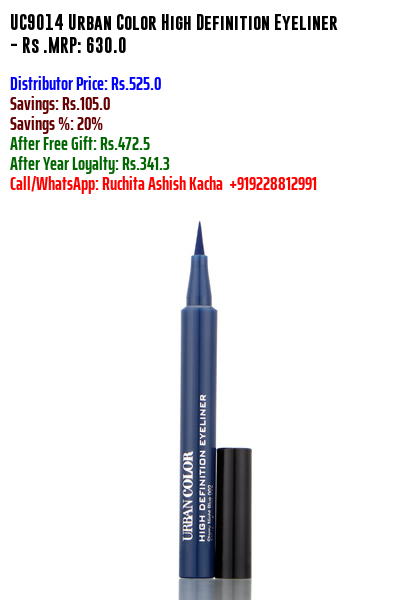 UC9014 Urban Color High Definition Eyeliner
- Rs .MRP: 630.0
Distributor Price: Rs.525.0
Savings: Rs.105.0
Savings %: 20%
After Free Gift: Rs.472.5
After Year Loyalty: Rs.341.3
Call/WhatsApp: Ruchita Ashish Kacha +919228812991
URBAN COLOR
HIGH DEFINITION EYELINER
Blue 002